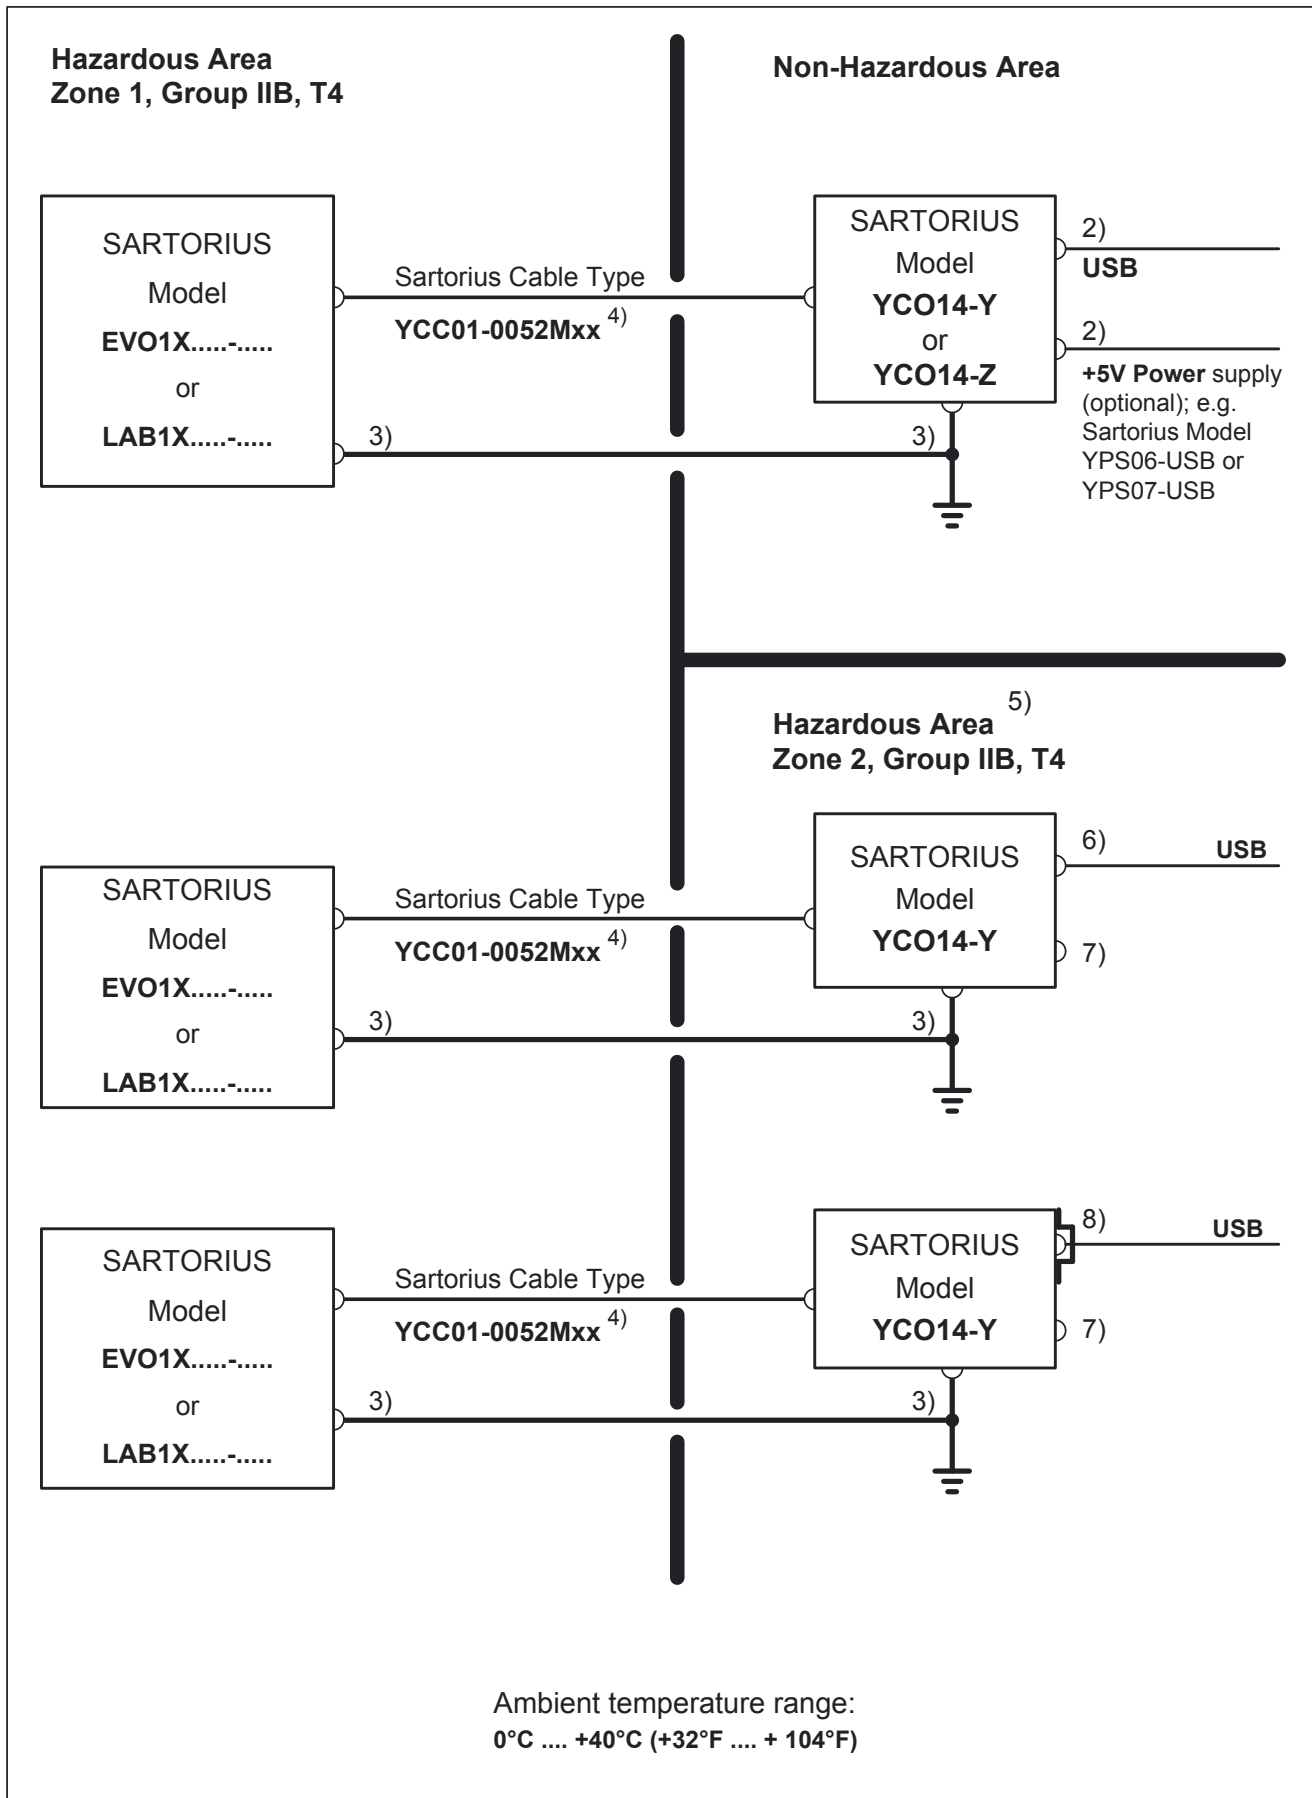 Hazardous Area
Zone 1, Group IIB, T4
Non-Hazardous Area
SARTORIUS
Model
EVO1X.....-.....
or
LAB1X.....-.....
Sartorius Cable Type
YCC01-0052Mxx 4)
3)
3)
SARTORIUS
Model
YCO14-Y
or
YCO14-Z
2)
USB
2)
+5V Power supply
(optional); e.g.
Sartorius Model
YPS06-USB or
YPS07-USB
Hazardous Area 5)
Zone 2, Group IIB, T4
SARTORIUS
Model
EVO1X.....-.....
or
LAB1X.....-.....
Sartorius Cable Type
YCC01-0052Mxx 4)
3)
3)
SARTORIUS
Model
YCO14-Y
6)
USB
7)
SARTORIUS
Model
EVO1X.....-.....
or
LAB1X.....-.....
Sartorius Cable Type
YCC01-0052Mxx 4)
3)
3)
SARTORIUS
Model
YCO14-Y
8)
USB
7)
Ambient temperature range:
0°C .... +40°C (+32°F .... + 104°F)